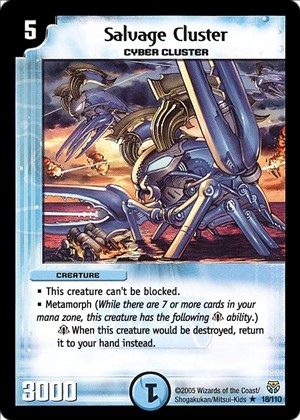 5
Salvage Cluster
CYBER CLUSTER
CREATURE
▪ This creature can't be blocked.
▪ Metamorph (While there are 7 or more cards in your
mana zone, this creature has the following ability.)
When this creature would be destroyed, return
it to your hand instead.
3000
©2005 Wizards of the Coast/
Shogakukan/Mitsui-Kids ★ 18/110